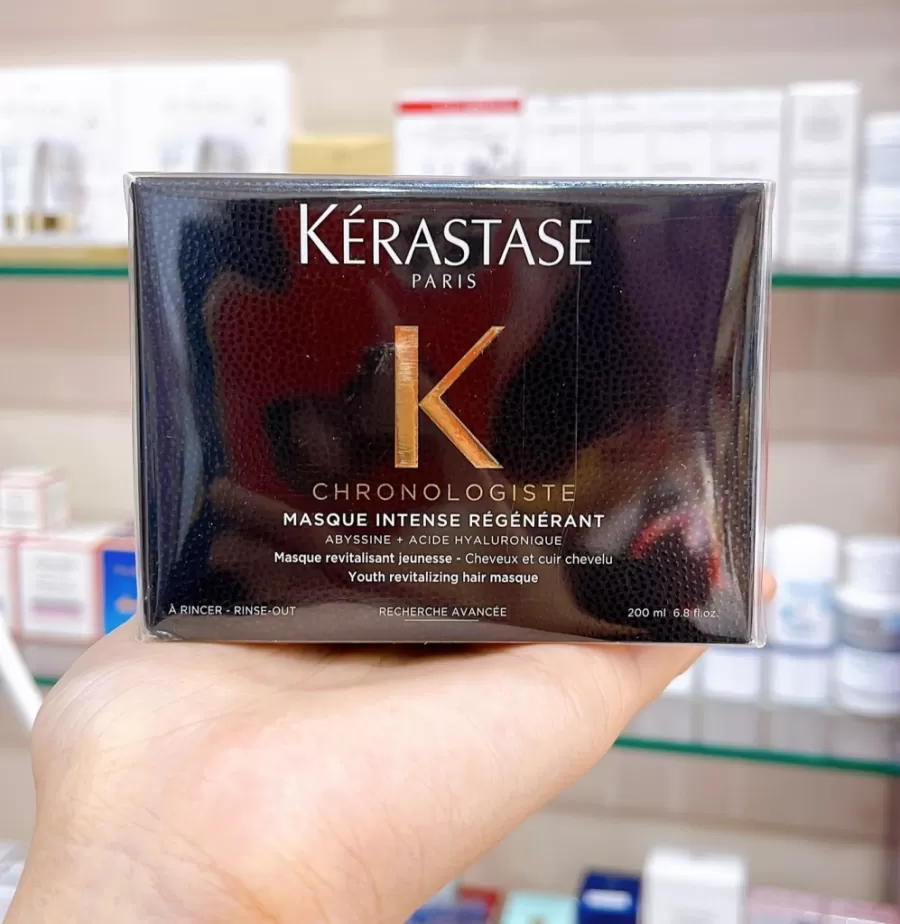 KÉRASTASE
PARIS
K
CHRONOLOGISTE
MASQUE INTENSE RÉGÉNÉRANT
ABYSSINE + ACIDE HYALURONIQUE
Masque revitalisant jeunesse - Cheveux et cuir chevelu
Youth revitalizing hair masque
À RINCER - RINSE-OUT RECHERCHE AVANCÉE 200 ml 6.8 fl.oz.